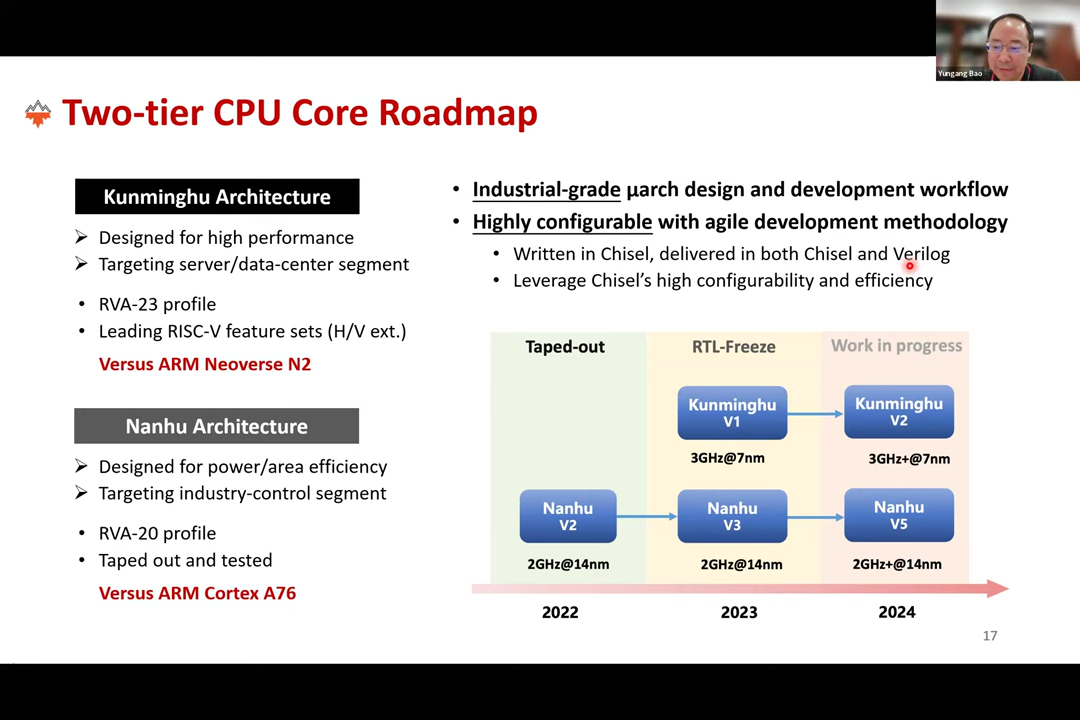 Yungang Bao
Two-tier CPU Core Roadmap
Kunminghu Architecture
Designed for high performance
Targeting server/data-center segment
RVA-23 profile
Leading RISC-V feature sets (H/V ext.)
Versus ARM Neoverse N2
Nanhu Architecture
Designed for power/area efficiency
Targeting industry-control segment
RVA-20 profile
Taped out and tested
Versus ARM Cortex A76
Industrial-grade μarch design and development workflow
Highly configurable with agile development methodology
Written in Chisel, delivered in both Chisel and Verilog
Leverage Chisel’s high configurability and efficiency
Taped-out RTL-Freeze Work in progress
Kunminghu Kunminghu
V1 V2
3GHz@7nm 3GHz+@7nm
Nanhu Nanhu Nanhu
V2 V3 V5
2GHz@14nm 2GHz@14nm 2GHz+@14nm
2022 2023 2024
17